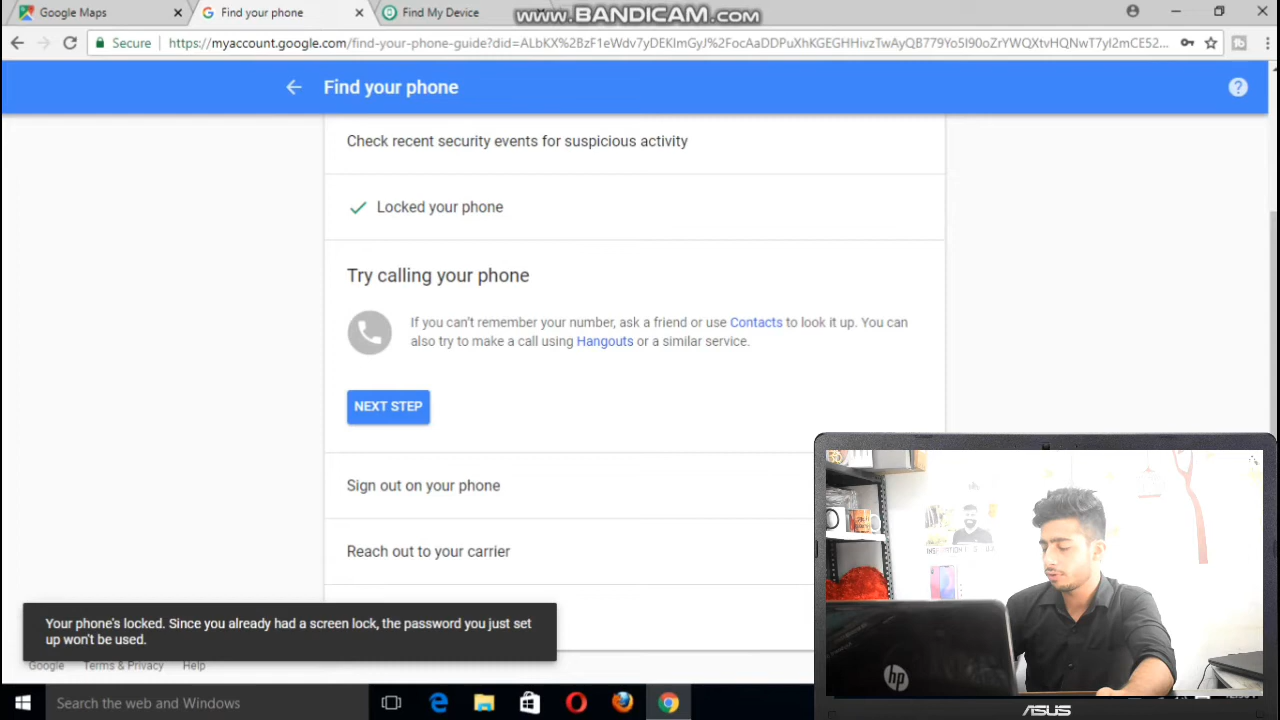 Google Maps
Find your phone
Find My Device
www.BANDICAM.com
Secure
https://myaccount.google.com/find-your-phone-guide?did=
Find your phone
?
Check recent security events for suspicious activity
Locked your phone
Try calling your phone
If you can't remember your number, ask a friend or use Contacts to look it up. You can
also try to make a call using Hangouts or a similar service.
NEXT STEP
Sign out on your phone
Reach out to your carrier
Your phone's locked. Since you already had a screen lock, the password you just set
up won't be used.
Google
Terms & Privacy
Help
Search the web and Windows
hp
ASUS